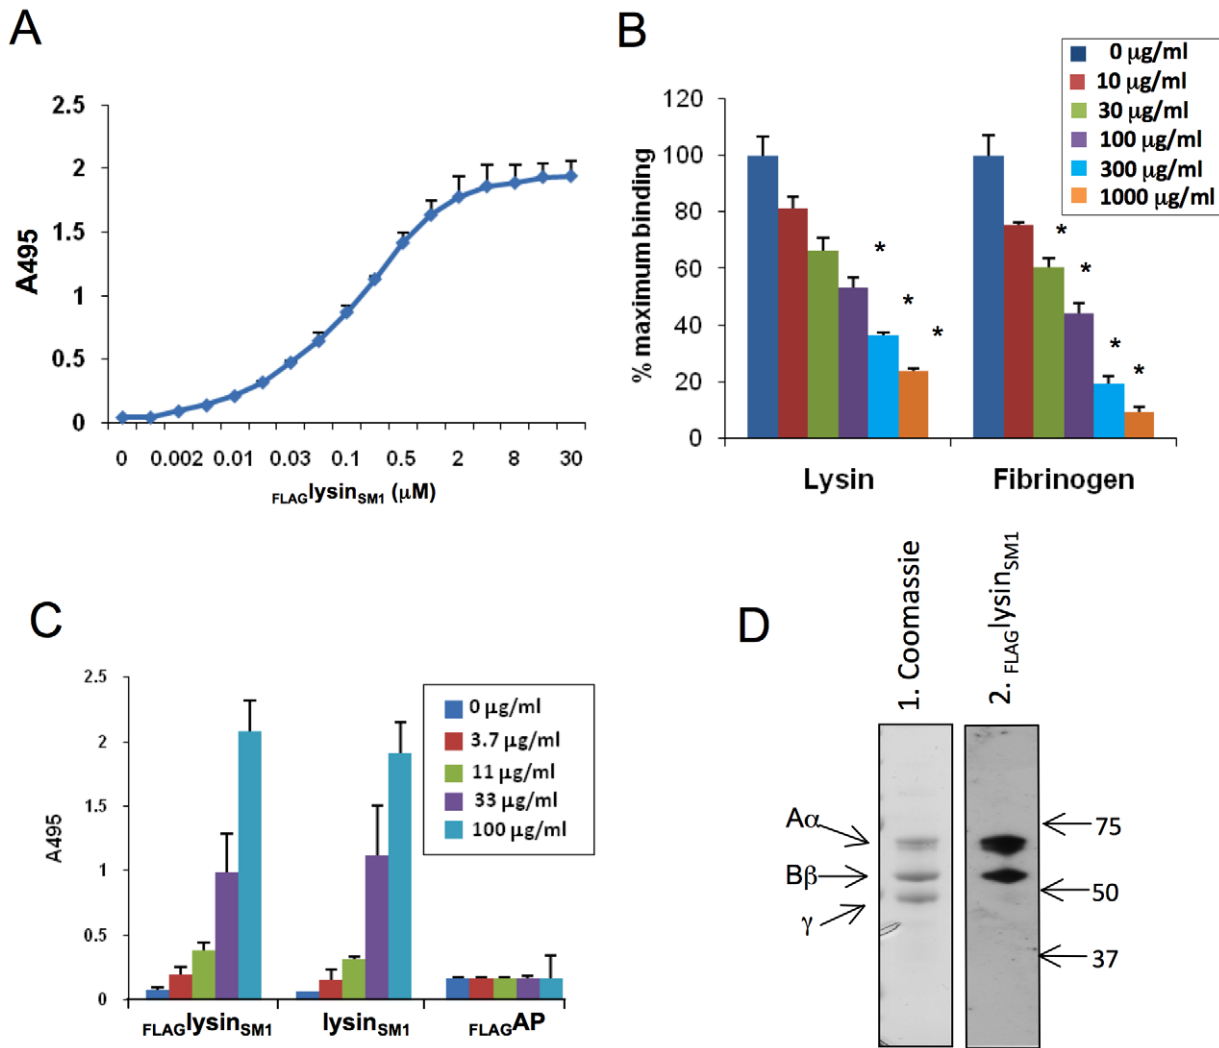 A
2.5
2
1.5
1
0.5
0
A495
0 0.002 0.01 0.03 0.1 0.5 2 8 30
FLAGlysinSM1 (μM)
B
0 μg/ml
10 μg/ml
30 μg/ml
100 μg/ml
300 μg/ml
1000 μg/ml
120
100
80
60
40
20
0
% maximum binding
* * *
* * * *
Lysin Fibrinogen
C
2.5
2
1.5
1
0.5
0
A495
0 μg/ml
3.7 μg/ml
11 μg/ml
33 μg/ml
100 μg/ml
FLAGlysinSM1 lysinSM1 FLAGAP
D
1. Coomassie
2. FLAGlysinSM1
Aα
Bβ
γ
75
50
37